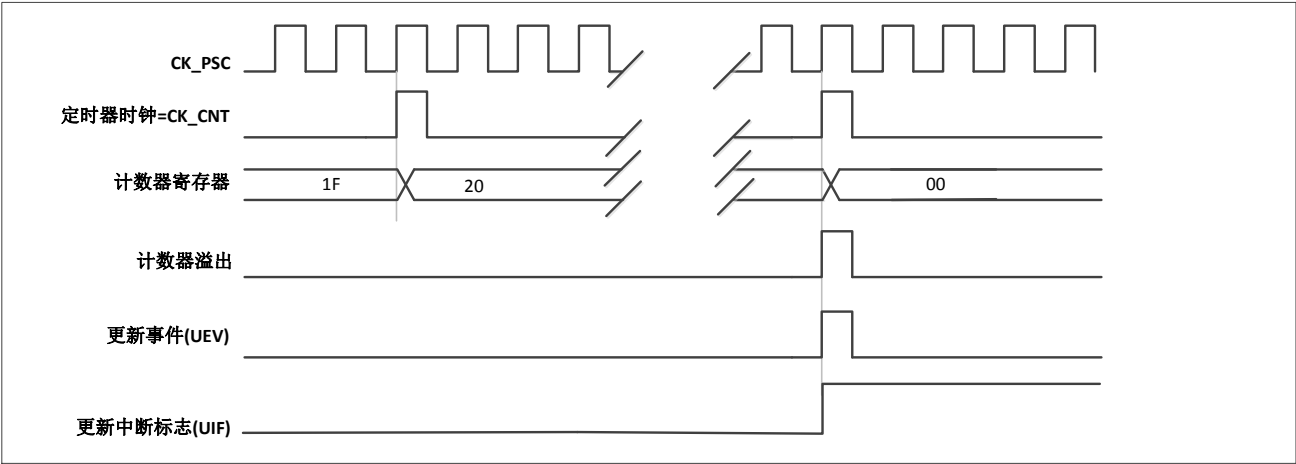 CK_PSC
定时器时钟=CK_CNT
计数器寄存器 1F 20 00
计数器溢出
更新事件(UEV)
更新中断标志(UIF)